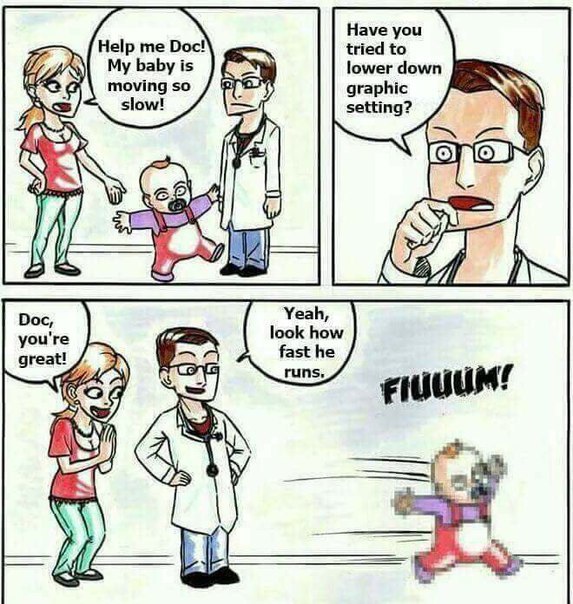 Help me Doc!
My baby is
moving so
slow!
Have you
tried to
lower down
graphic
setting?
Doc,
you're
great!
Yeah,
look how
fast he
runs.
FIUUUM!